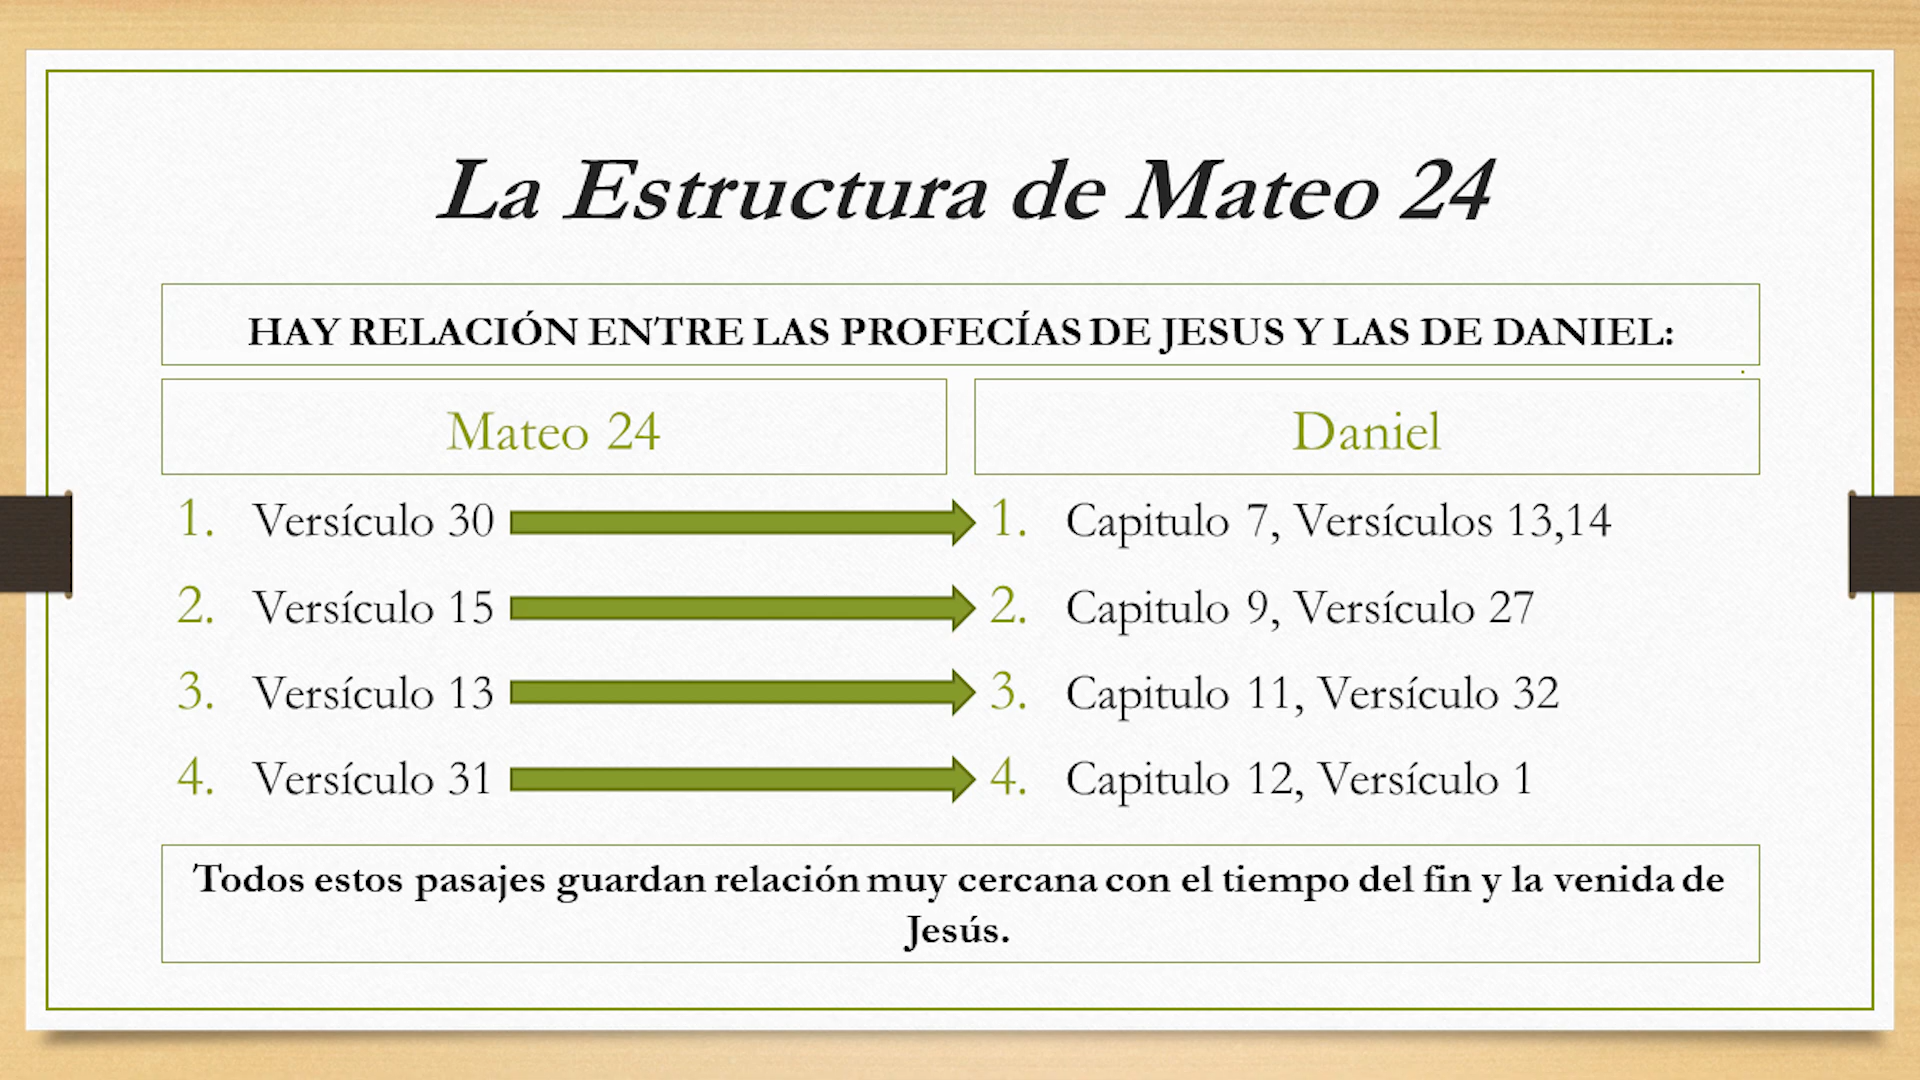 La Estructura de Mateo 24
HAY RELACIÓN ENTRE LAS PROFECÍAS DE JESUS Y LAS DE DANIEL:
Mateo 24
Daniel
1. Versículo 30
1. Capitulo 7, Versículos 13,14
2. Versículo 15
2. Capitulo 9, Versículo 27
3. Versículo 13
3. Capitulo 11, Versículo 32
4. Versículo 31
4. Capitulo 12, Versículo 1
Todos estos pasajes guardan relación muy cercana con el tiempo del fin y la venida de
Jesús.